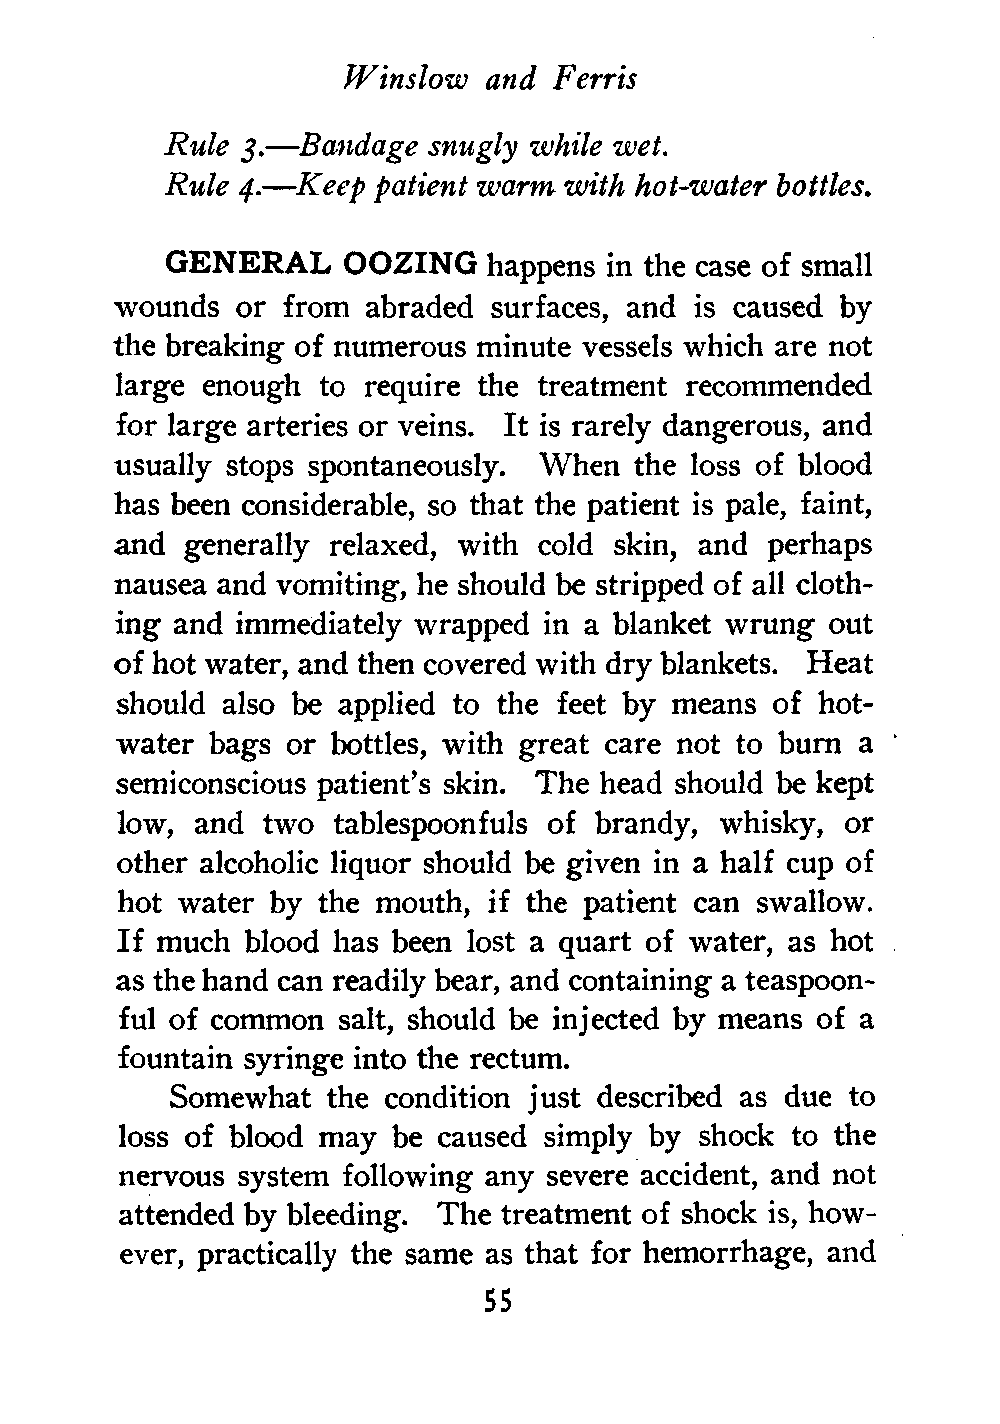 Winslow and Ferris
Rule 3.—Bandage snugly while wet.
Rule 4.—Keep patient warm with hot-water bottles.
GENERAL OOZING happens in the case of small
wounds or from abraded surfaces, and is caused by
the breaking of numerous minute vessels which are not
large enough to require the treatment recommended
for large arteries or veins. It is rarely dangerous, and
usually stops spontaneously. When the loss of blood
has been considerable, so that the patient is pale, faint,
and generally relaxed, with cold skin, and perhaps
nausea and vomiting, he should be stripped of all cloth-
ing and immediately wrapped in a blanket wrung out
of hot water, and then covered with dry blankets. Heat
should also be applied to the feet by means of hot-
water bags or bottles, with great care not to burn a
semiconscious patient's skin. The head should be kept
low, and two tablespoonfuls of brandy, whisky, or
other alcoholic liquor should be given in a half cup of
hot water by the mouth, if the patient can swallow.
If much blood has been lost a quart of water, as hot
as the hand can readily bear, and containing a teaspoon-
ful of common salt, should be injected by means of a
fountain syringe into the rectum.
Somewhat the condition just described as due to
loss of blood may be caused simply by shock to the
nervous system following any severe accident, and not
attended by bleeding. The treatment of shock is, how-
ever, practically the same as that for hemorrhage, and
55